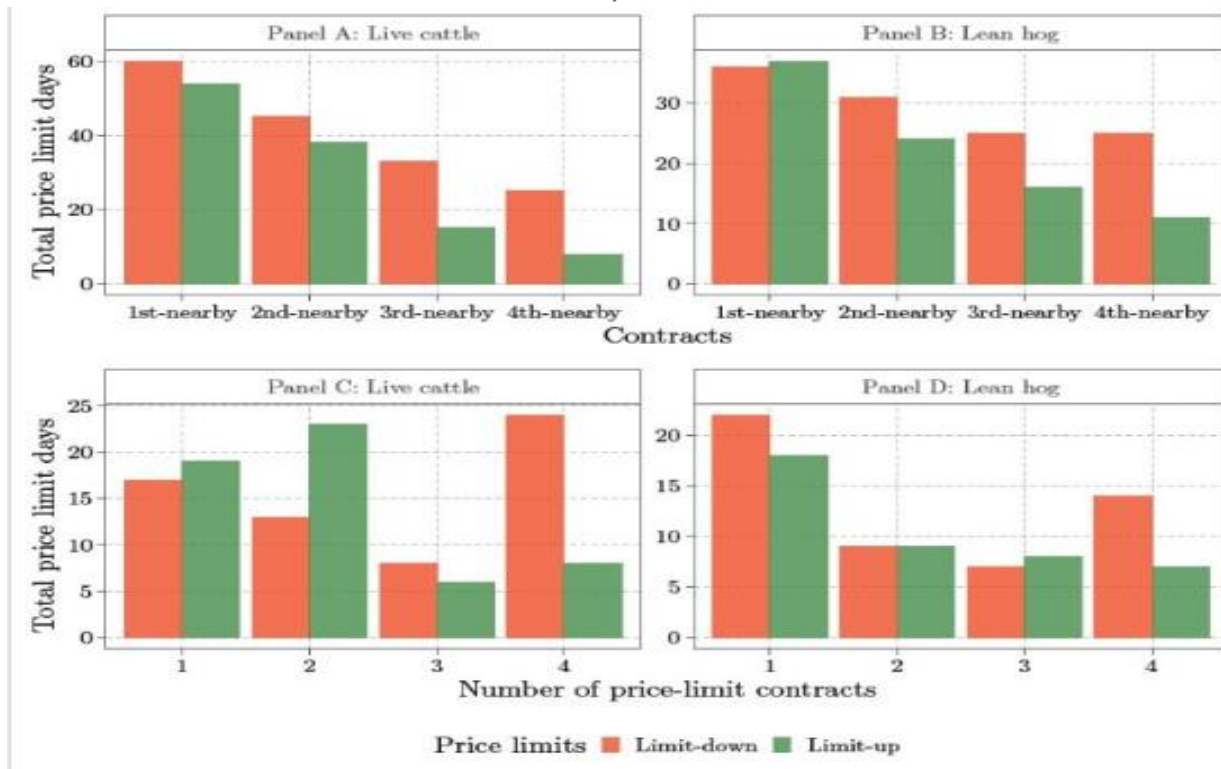 Panel A: Live cattle
Panel B: Lean hog
Total price limit days
60
40
20
0
30
20
10
0
1st-nearby 2nd-nearby 3rd-nearby 4th-nearby
1st-nearby 2nd-nearby 3rd-nearby 4th-nearby
Contracts
Panel C: Live cattle
Panel D: Lean hog
Total price limit days
25
20
15
10
5
0
20
15
10
5
0
1 2 3 4
1 2 3 4
Number of price-limit contracts
Price limits Limit-down Limit-up